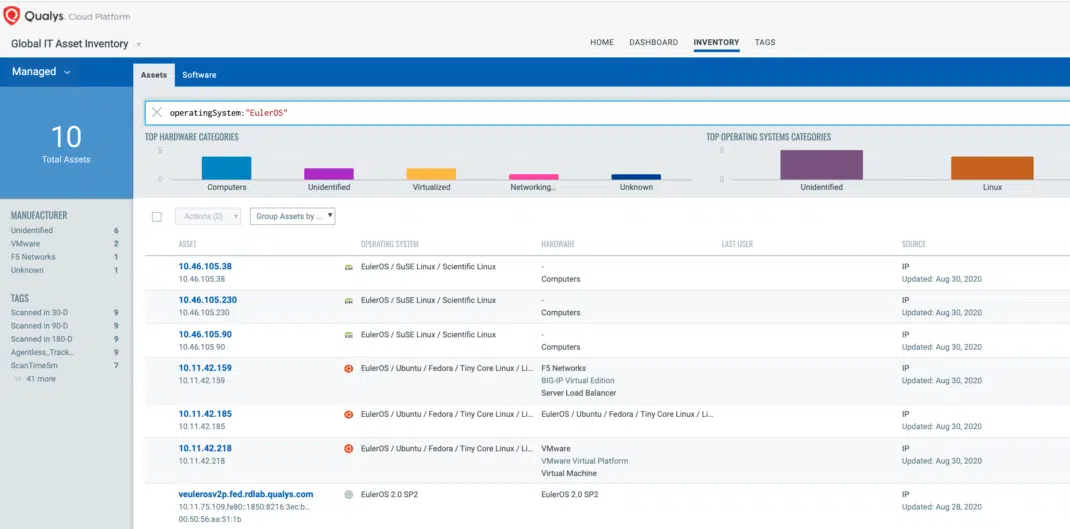 Qualys. Cloud Platform
Global IT Asset Inventory
HOME DASHBOARD INVENTORY TAGS
Managed
Assets Software
10
Total Assets
operatingSystem:"EulerOS"
TOP HARDWARE CATEGORIES
5
0
Computers Unidentified Virtualized Networking... Unknown
TOP OPERATING SYSTEMS CATEGORIES
5
0
Unidentified Linux
MANUFACTURER
Unidentified 6
VMware 2
F5 Networks 1
Unknown 1
TAGS
Scanned in 30-D 9
Scanned in 90-D 9
Scanned in 180-D 9
Agentless_Track... 9
ScanTime5m 7
41 more
Actions (0) Group Assets by ...
ASSET OPERATING SYSTEM HARDWARE LAST USER SOURCE
10.46.105.38 EulerOS / SuSE Linux / Scientific Linux - IP
10.46.105.38 Computers Updated: Aug 30, 2020
10.46.105.230 EulerOS / SuSE Linux / Scientific Linux - IP
10.46.105.230 Computers Updated: Aug 30, 2020
10.46.105.90 EulerOS / SuSE Linux / Scientific Linux - IP
10.46.105.90 Computers Updated: Aug 30, 2020
10.11.42.159 EulerOS / Ubuntu / Fedora / Tiny Core Linux / Li... F5 Networks IP
10.11.42.159 BIG-IP Virtual Edition Updated: Aug 30, 2020
Server Load Balancer
10.11.42.185 EulerOS / Ubuntu / Fedora / Tiny Core Linux / Li... EulerOS / Ubuntu / Fedora / Tiny Core Linux / Li... IP
10.11.42.185 Updated: Aug 30, 2020
10.11.42.218 EulerOS / Ubuntu / Fedora / Tiny Core Linux / Li... VMware IP
10.11.42.218 VMware Virtual Platform Updated: Aug 30, 2020
Virtual Machine
veulerosv2p.fed.rdlab.qualys.com EulerOS 2.0 SP2 EulerOS 2.0 SP2 IP
10.11.75.109,fe80::1850:8216:3ec:b... Updated: Aug 28, 2020
00:50:56:aa:51:1b